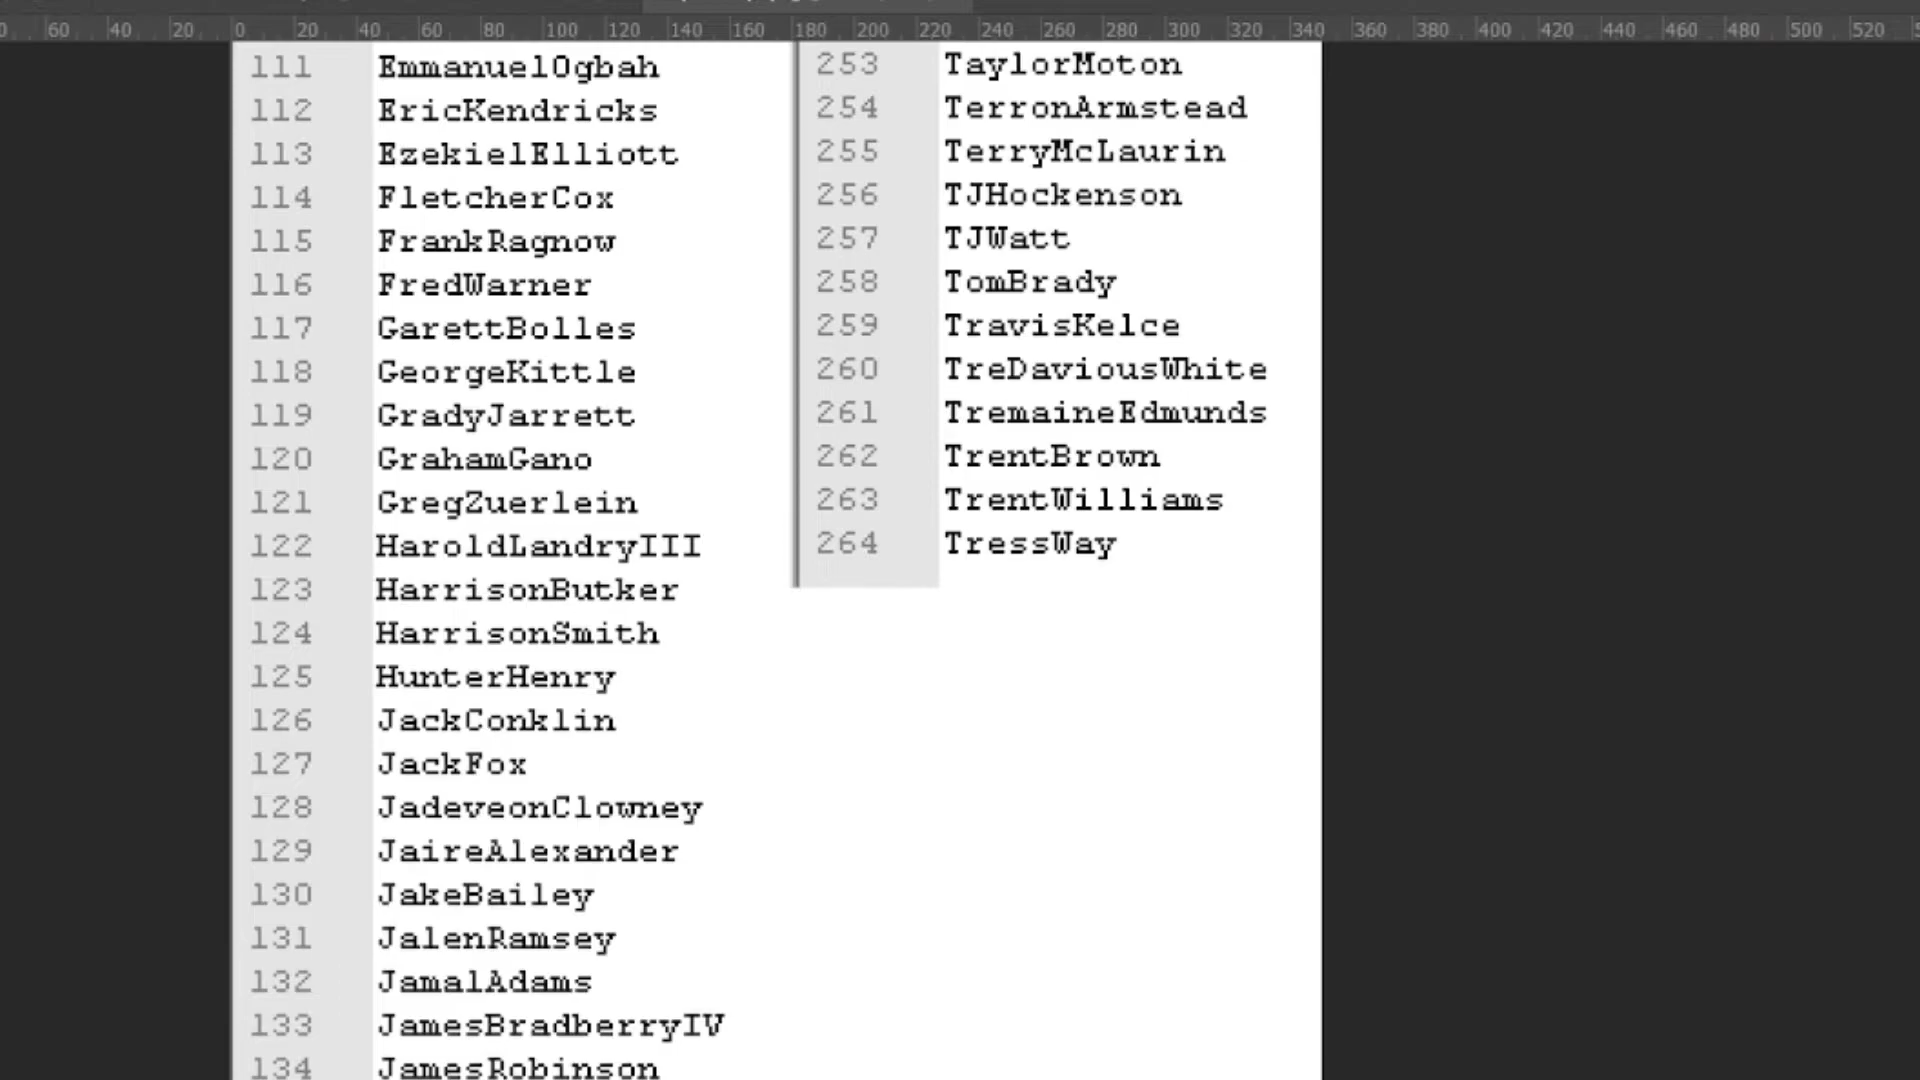 0 60 40 20 0 20 40 60 80 100 120 140 160 180 200 220 240 260 280 300 320 340 360 380 400 420 440 460 480 500 520
111 EmmanuelOgbah
112 EricKendricks
113 EzekielElliott
114 FletcherCox
115 FrankRagnow
116 FredWarner
117 GarettBolles
118 GeorgeKittle
119 GradyJarrett
120 GrahamGano
121 GregZuerlein
122 HaroldLandryIII
123 HarrisonButker
124 HarrisonSmith
125 HunterHenry
126 JackConklin
127 JackFox
128 JadeveonClowney
129 JaireAlexander
130 JakeBailey
131 JalenRamsey
132 JamalAdams
133 JamesBradberryIV
134 JamesRobinson
253 TaylorMoton
254 TerronArmstead
255 TerryMcLaurin
256 TJHockenson
257 TJWatt
258 TomBrady
259 TravisKelce
260 TreDaviousWhite
261 TremaineEdmunds
262 TrentBrown
263 TrentWilliams
264 TressWay